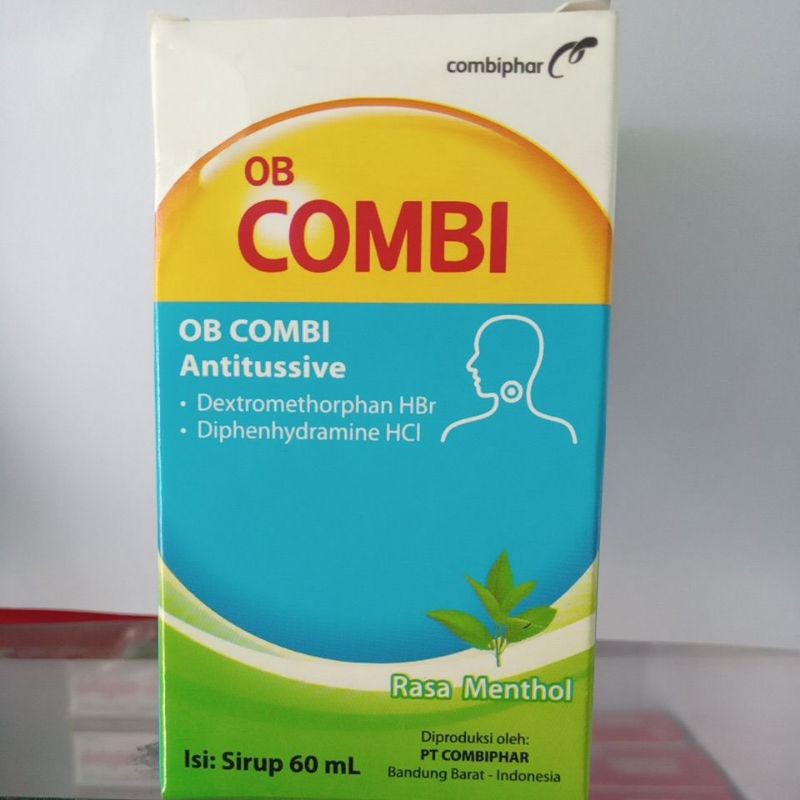 combiphar
OB
COMBI
OB COMBI
Antitussive
• Dextromethorphan HBr
• Diphenhydramine HCl
Rasa Menthol
Isi: Sirup 60 mL
Diproduksi oleh:
PT COMBIPHAR
Bandung Barat - Indonesia